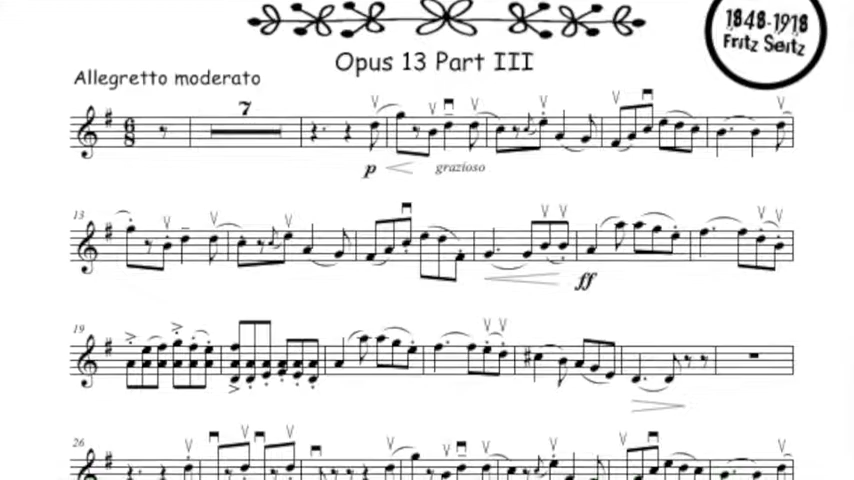 1848-1918
Fritz Seitz
Opus 13 Part III
Allegretto moderato
7
p
grazioso
13
ff
19
26